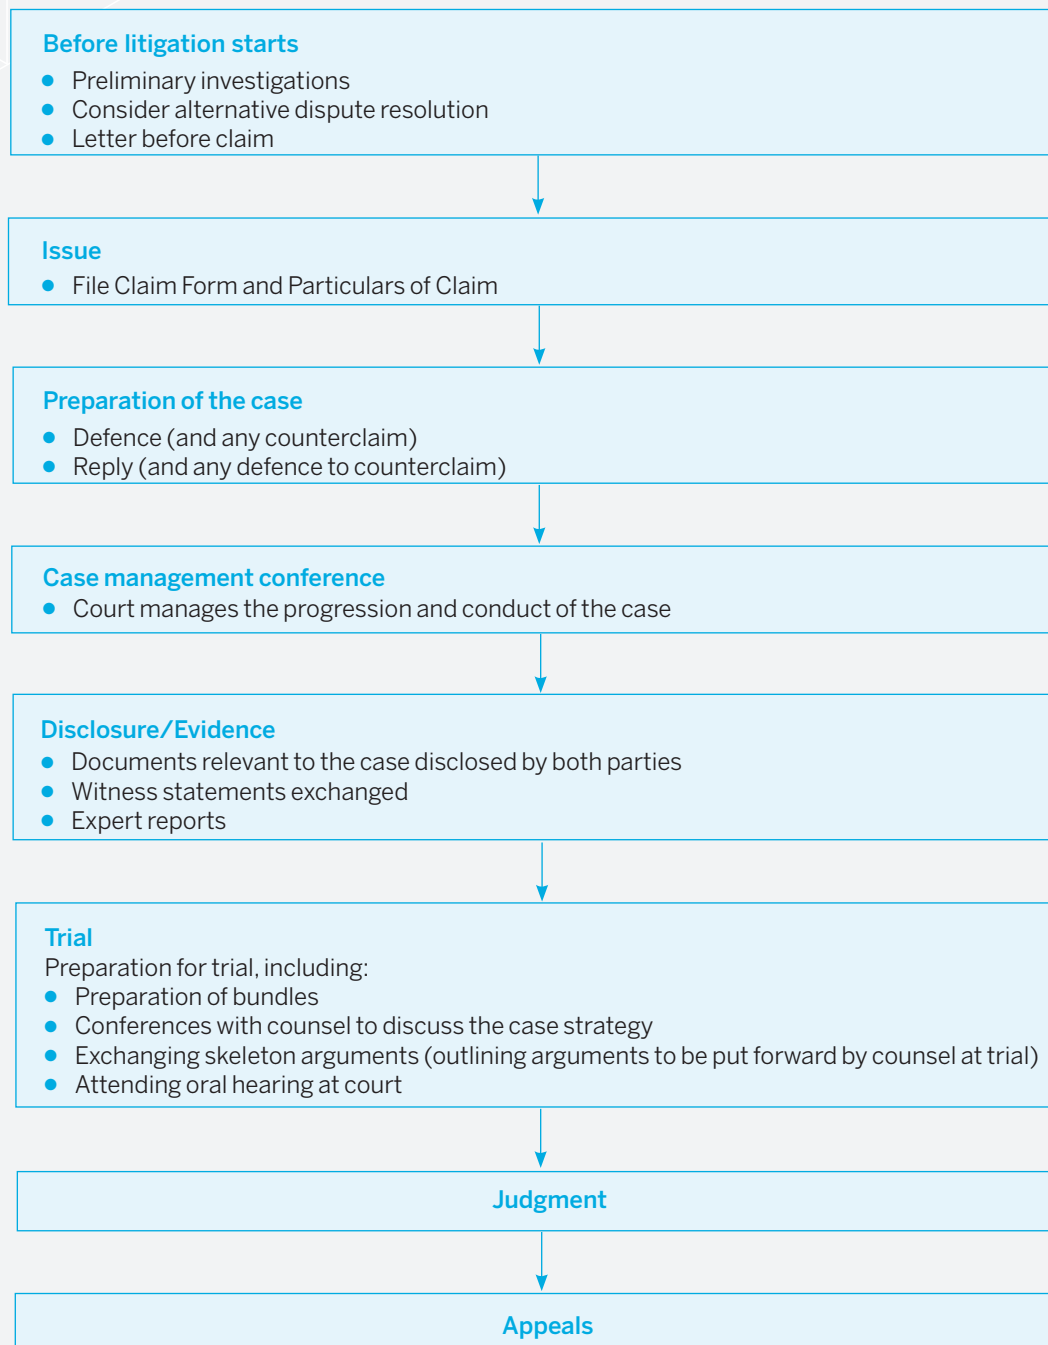 Before litigation starts
● Preliminary investigations
● Consider alternative dispute resolution
● Letter before claim
Issue
● File Claim Form and Particulars of Claim
Preparation of the case
● Defence (and any counterclaim)
● Reply (and any defence to counterclaim)
Case management conference
● Court manages the progression and conduct of the case
Disclosure/Evidence
● Documents relevant to the case disclosed by both parties
● Witness statements exchanged
● Expert reports
Trial
Preparation for trial, including:
● Preparation of bundles
● Conferences with counsel to discuss the case strategy
● Exchanging skeleton arguments (outlining arguments to be put forward by counsel at trial)
● Attending oral hearing at court
Judgment
Appeals